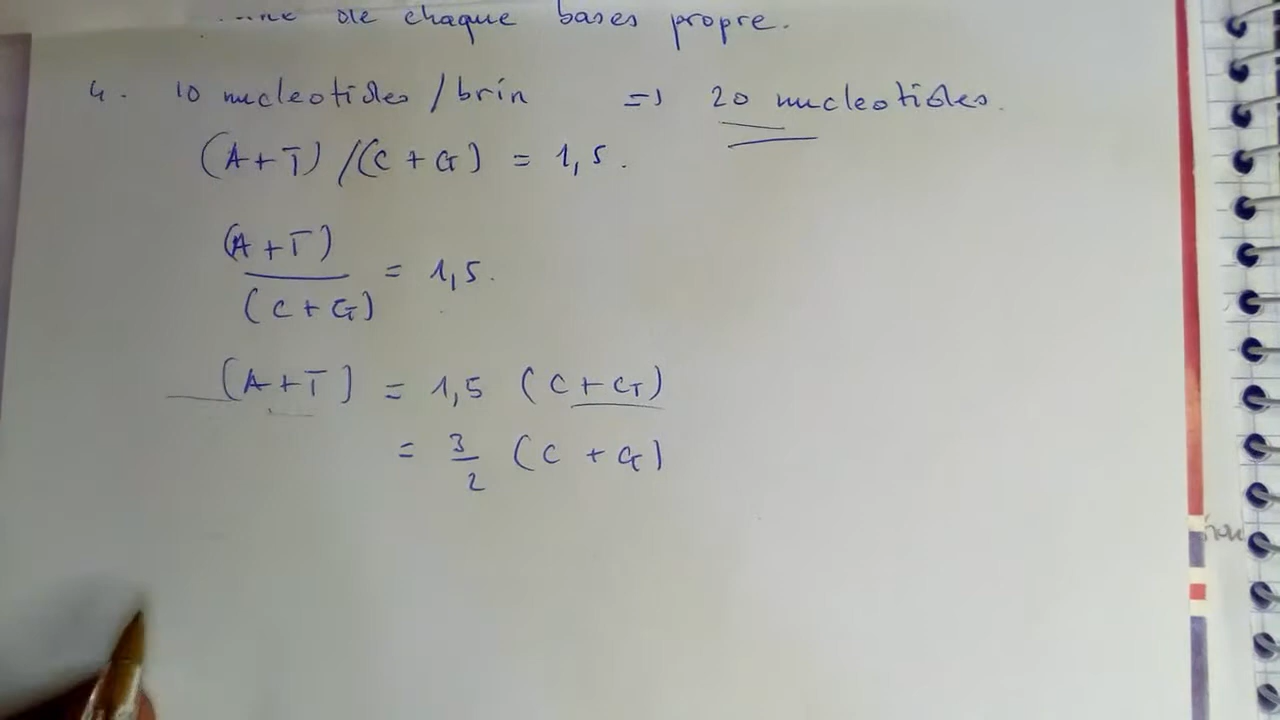 de chaque bases propre.
4. 10 nucleotides / brin => 20 nucleotides.
(A+T) / (C + G) = 1,5.
(A+T)
= 1,5.
(C+G)
(A+T) = 1,5 (C+G)
= 3/2 (C + G)